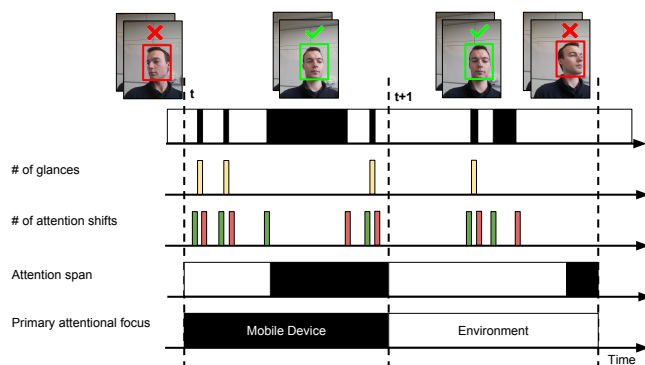 t
t+1
# of glances
# of attention shifts
Attention span
Primary attentional focus
Mobile Device
Environment
Time